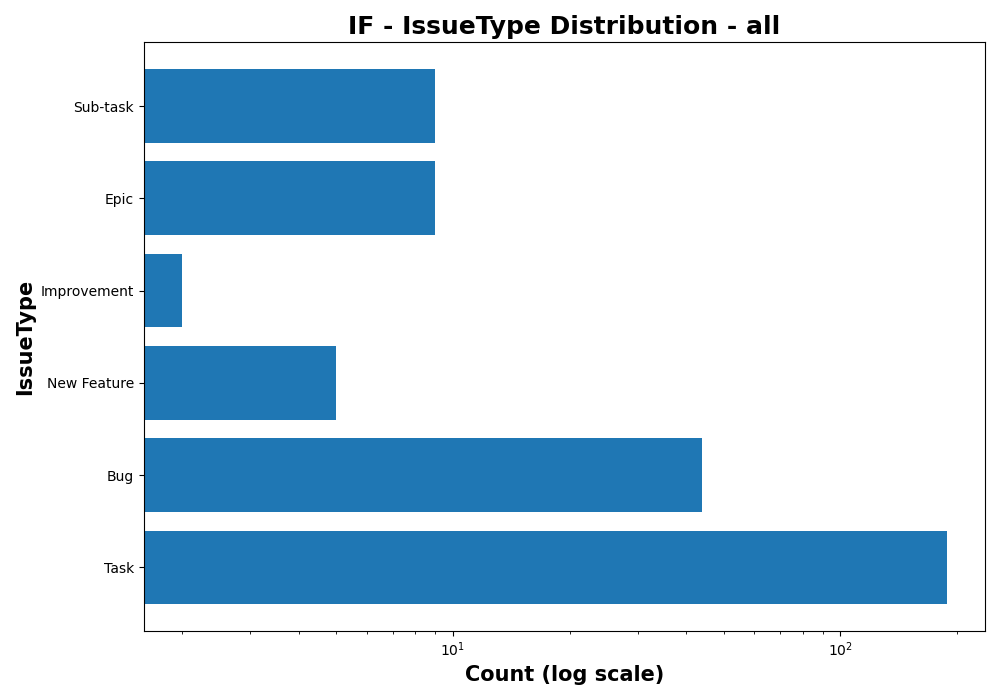 IF - IssueType Distribution - all
IssueType
Sub-task
Epic
Improvement
New Feature
Bug
Task
10¹
10²
Count (log scale)